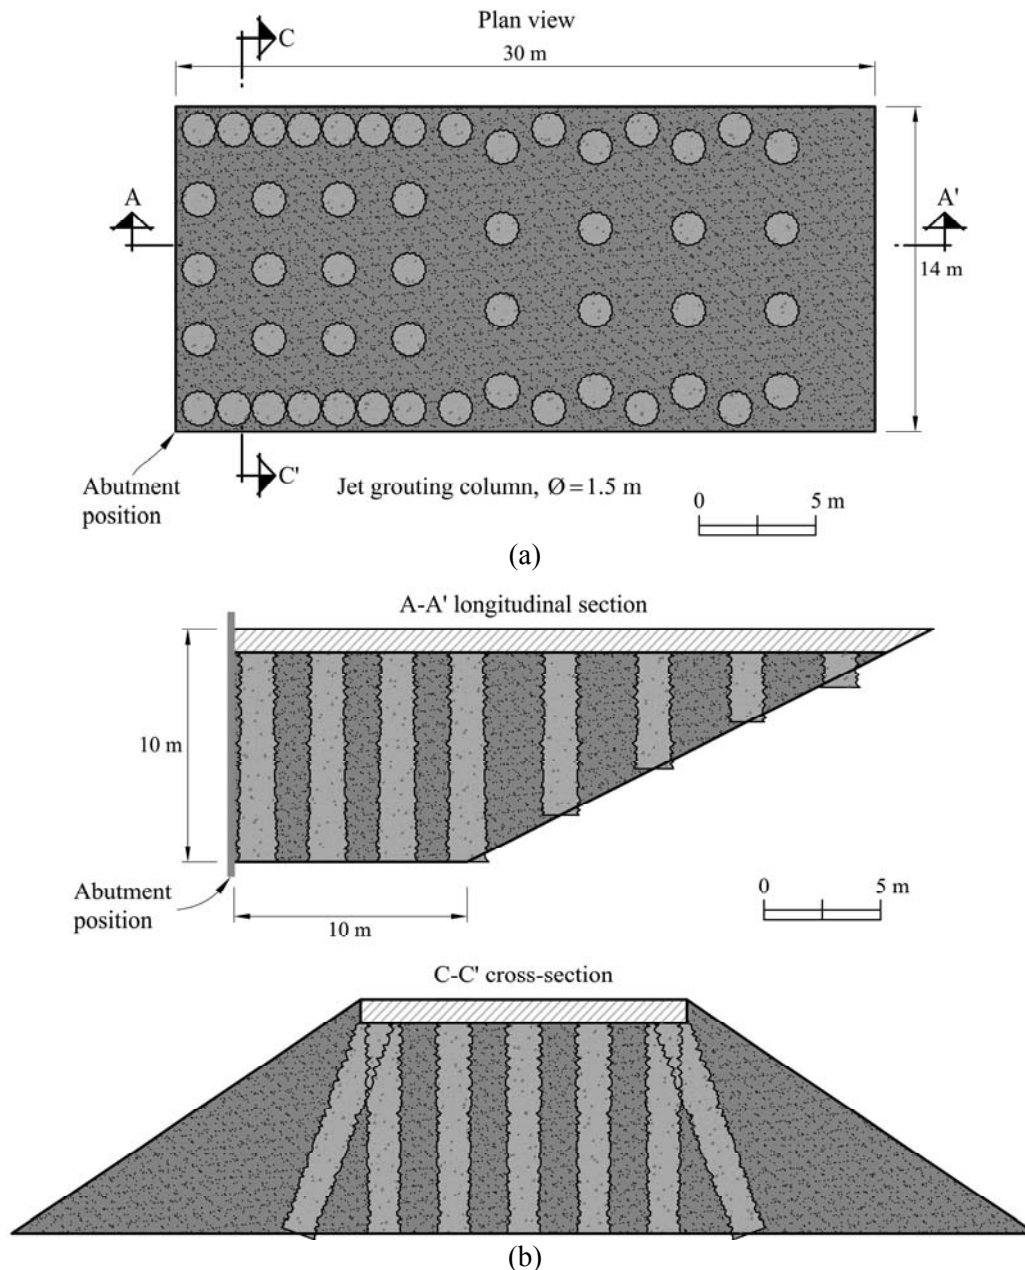 Plan view
C
30 m
A
A'
14 m
Abutment
position
C'
Jet grouting column, Ø = 1.5 m
0
5 m
(a)
A-A' longitudinal section
10 m
Abutment
position
10 m
0
5 m
C-C' cross-section
(b)